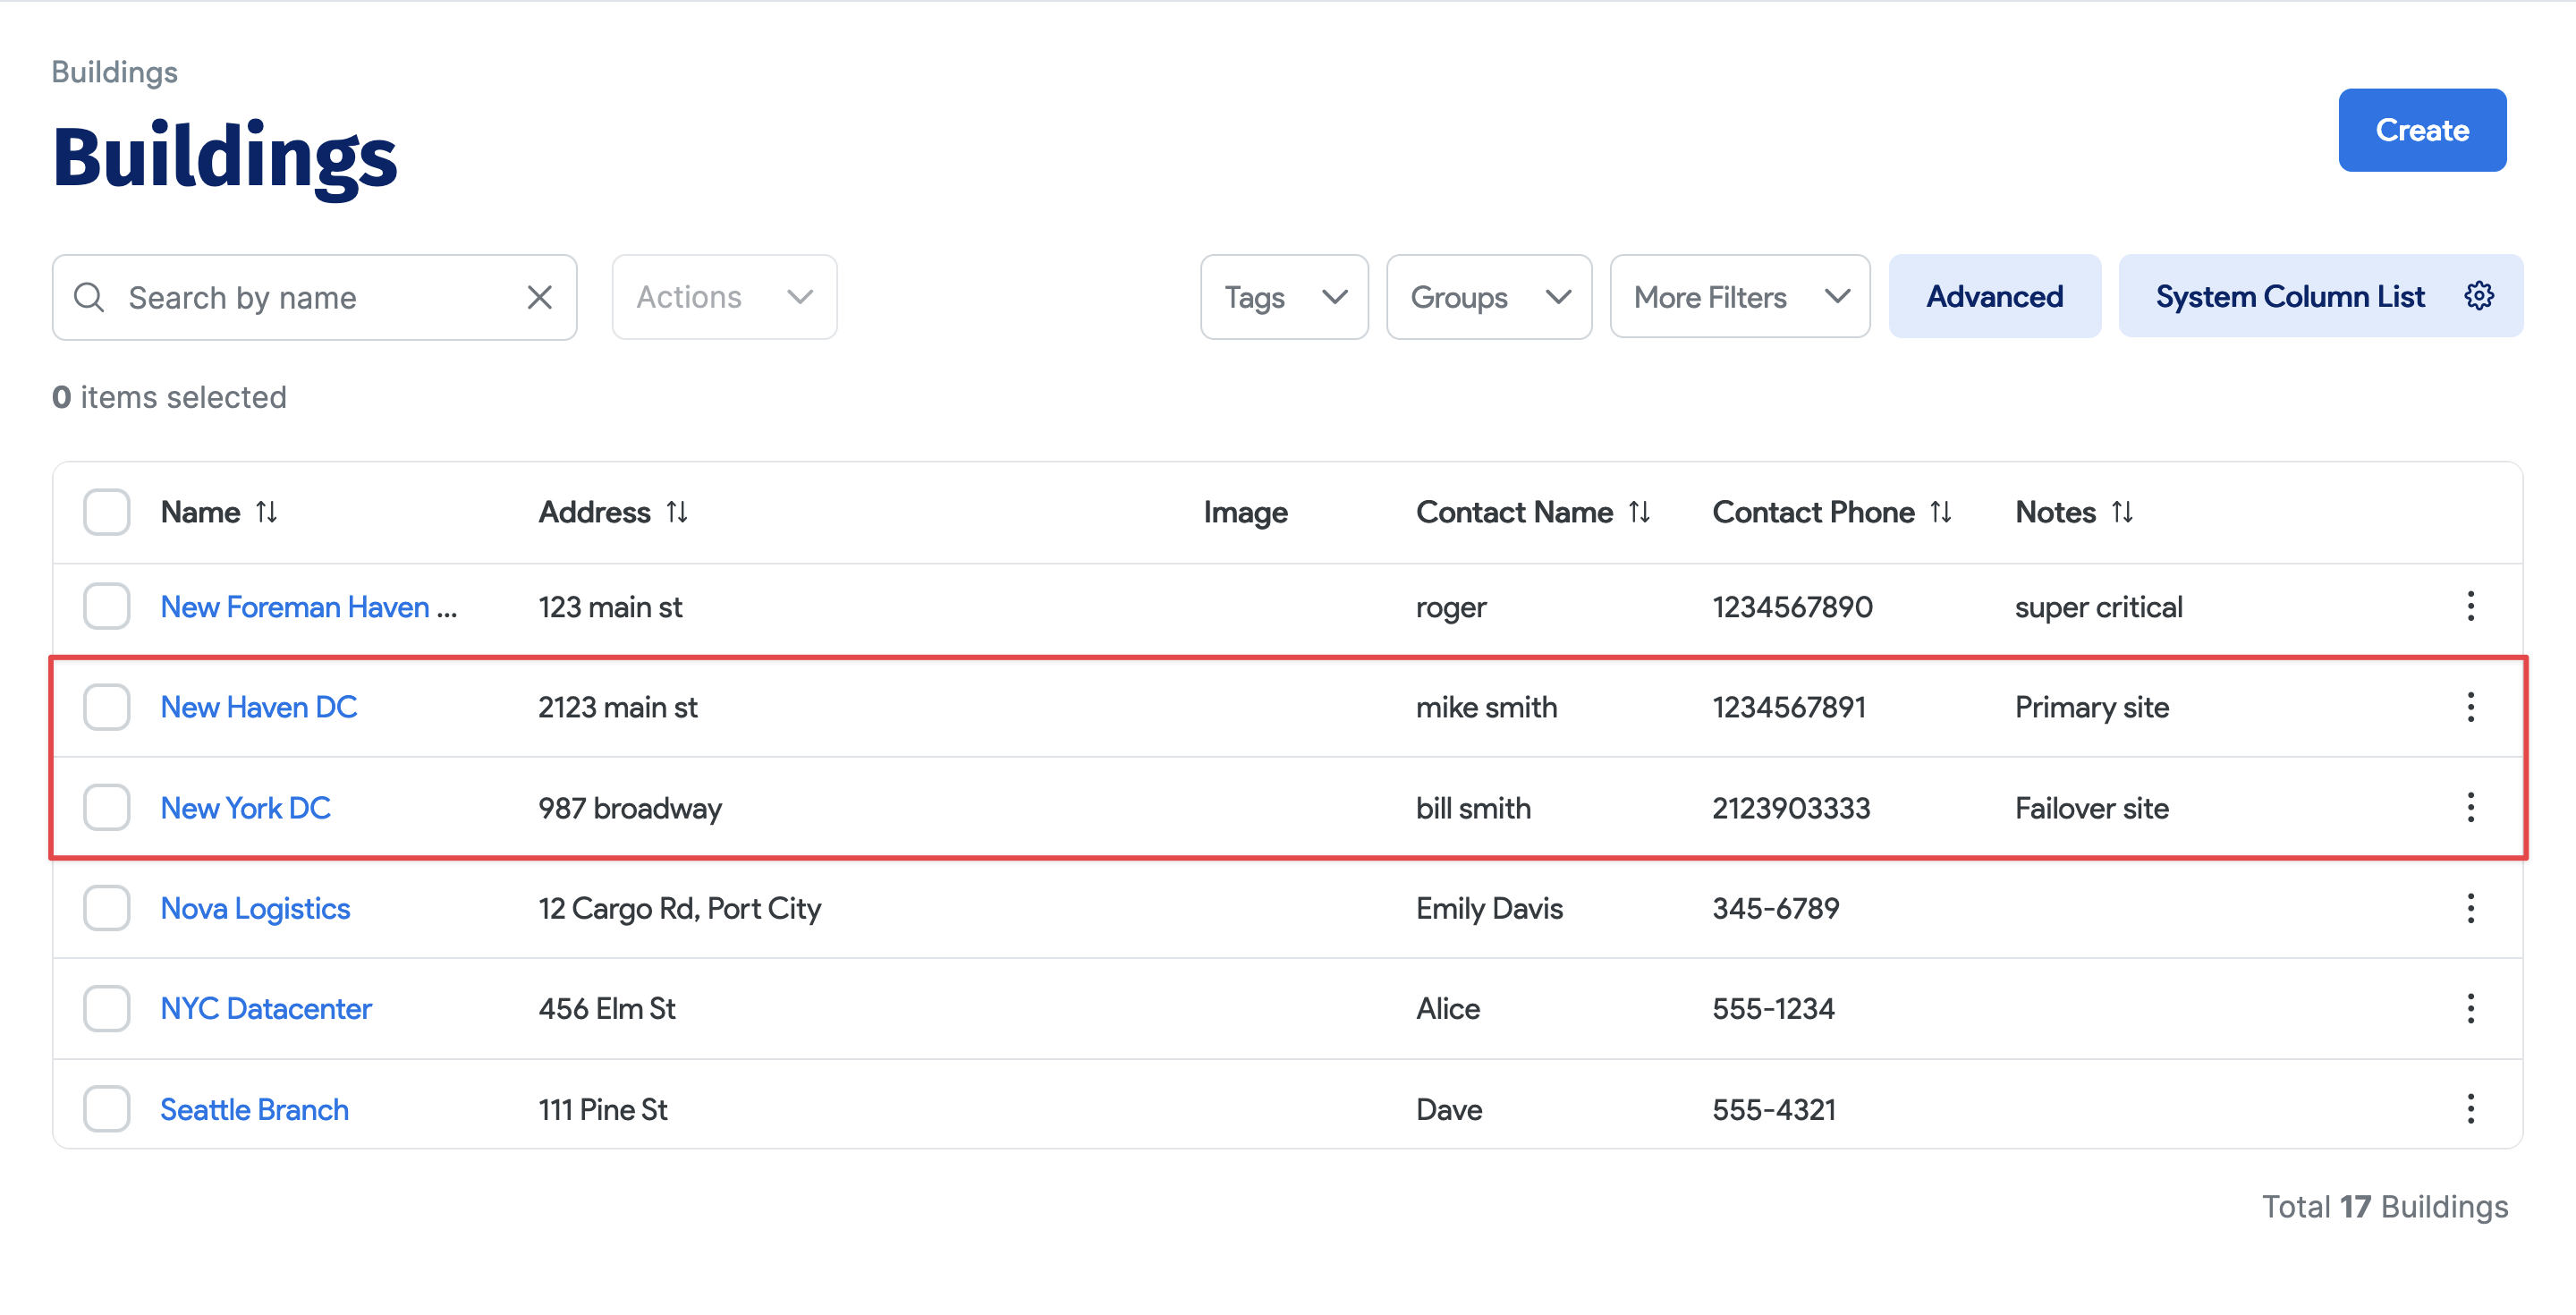 Buildings
Buildings
Create
Search by name
Actions
Tags
Groups
More Filters
Advanced
System Column List
0 items selected
Name Address Image Contact Name Contact Phone Notes
New Foreman Haven ... 123 main st roger 1234567890 super critical
New Haven DC 2123 main st mike smith 1234567891 Primary site
New York DC 987 broadway bill smith 2123903333 Failover site
Nova Logistics 12 Cargo Rd, Port City Emily Davis 345-6789
NYC Datacenter 456 Elm St Alice 555-1234
Seattle Branch 111 Pine St Dave 555-4321
Total 17 Buildings